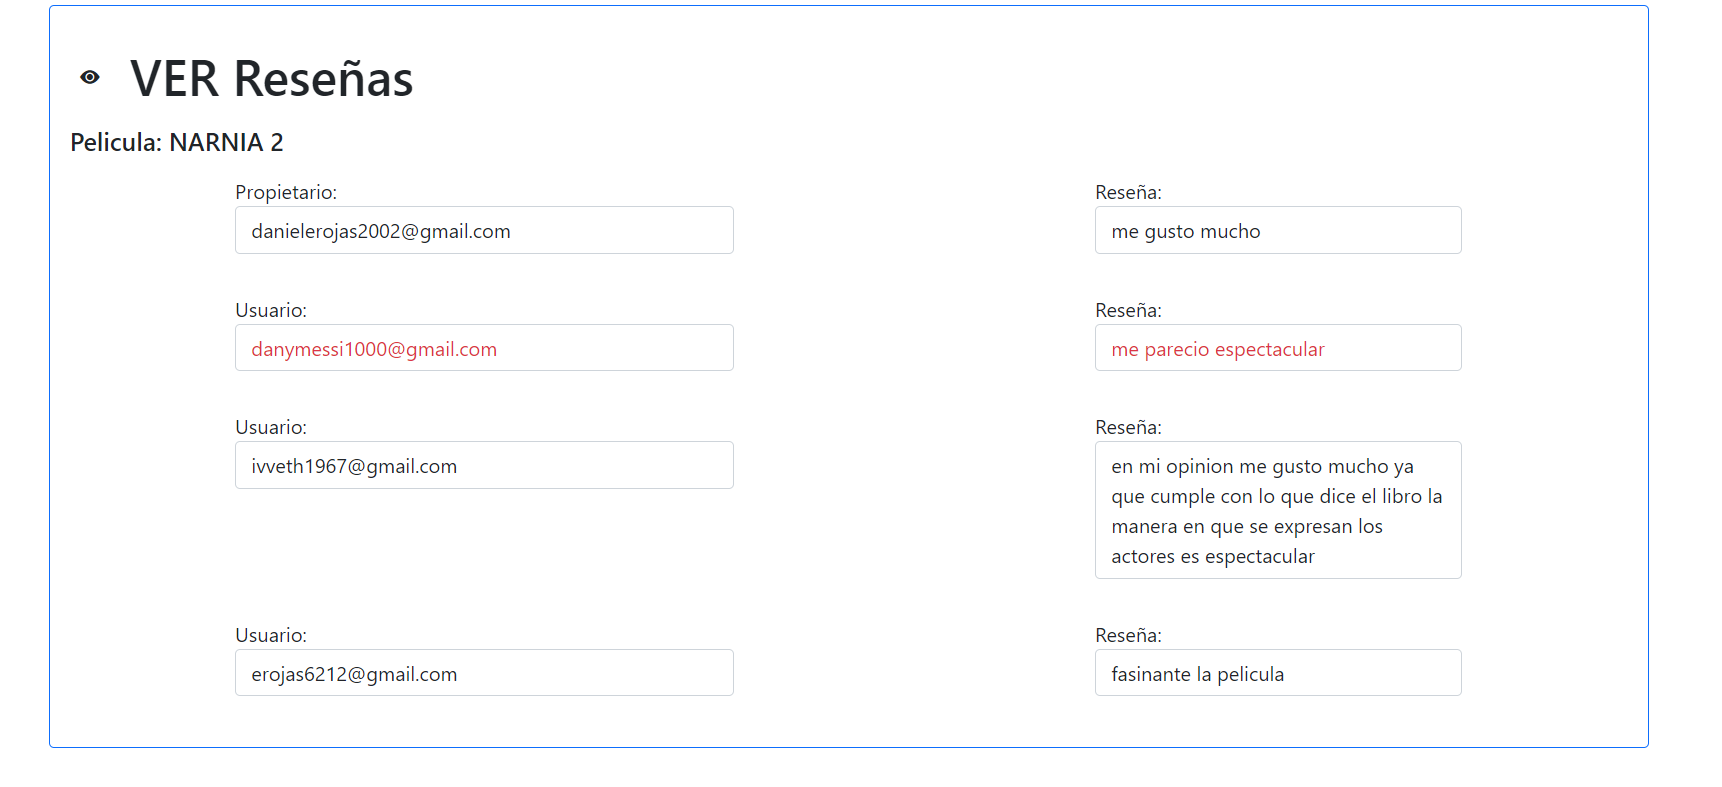 VER Reseñas
Pelicula: NARNIA 2
Propietario:
Reseña:
danielerojas2002@gmail.com
me gusto mucho
Usuario:
Reseña:
danymessi1000@gmail.com
me parecio espectacular
Usuario:
Reseña:
ivveth1967@gmail.com
en mi opinion me gusto mucho ya
que cumple con lo que dice el libro la
manera en que se expresan los
actores es espectacular
Usuario:
Reseña:
erojas6212@gmail.com
fasinante la pelicula